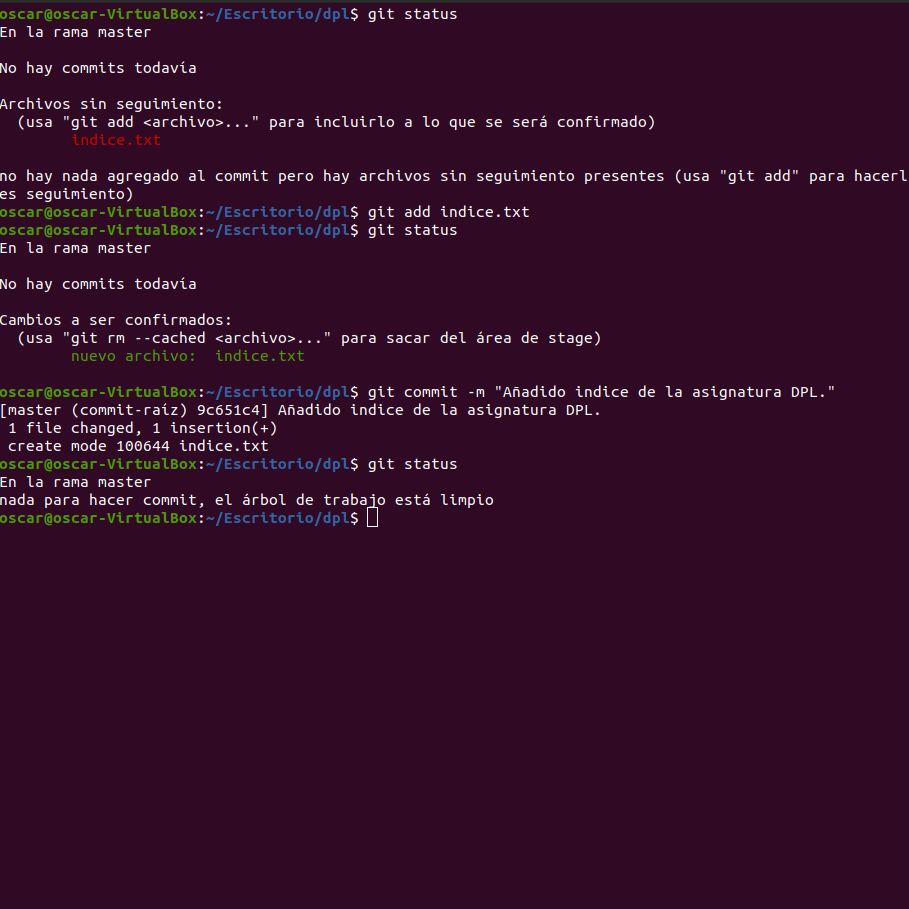 oscar@oscar-VirtualBox:~/Escritorio/dpl$ git status
En la rama master
No hay commits todavía
Archivos sin seguimiento:
  (usa "git add <archivo>..." para incluirlo a lo que se será confirmado)
        indice.txt
no hay nada agregado al commit pero hay archivos sin seguimiento presentes (usa "git add" para hacerl
es seguimiento)
oscar@oscar-VirtualBox:~/Escritorio/dpl$ git add indice.txt
oscar@oscar-VirtualBox:~/Escritorio/dpl$ git status
En la rama master
No hay commits todavía
Cambios a ser confirmados:
  (usa "git rm --cached <archivo>..." para sacar del área de stage)
        nuevo archivo:  indice.txt
oscar@oscar-VirtualBox:~/Escritorio/dpl$ git commit -m "Añadido indice de la asignatura DPL."
[master (commit-raíz) 9c651c4] Añadido indice de la asignatura DPL.
 1 file changed, 1 insertion(+)
 create mode 100644 indice.txt
oscar@oscar-VirtualBox:~/Escritorio/dpl$ git status
En la rama master
nada para hacer commit, el árbol de trabajo está limpio
oscar@oscar-VirtualBox:~/Escritorio/dpl$